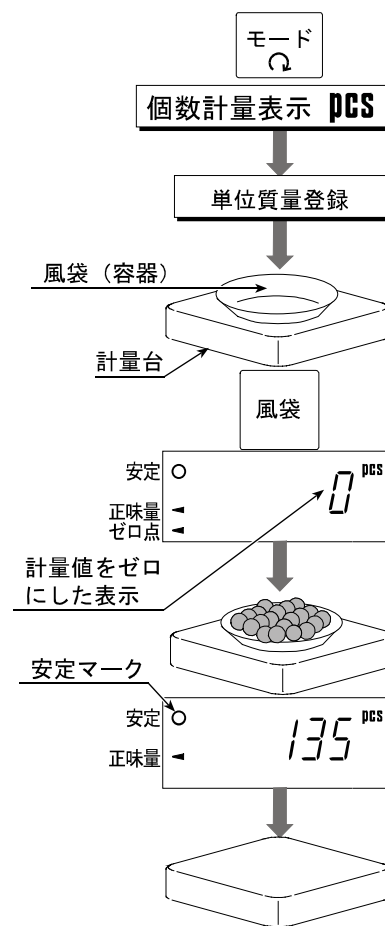 モード
個数計量表示 pcs
単位質量登録
風袋（容器）
計量台
風袋
安定
0 pcs
正味量
ゼロ点
計量値をゼロ
にした表示
安定マーク
安定
135 pcs
正味量